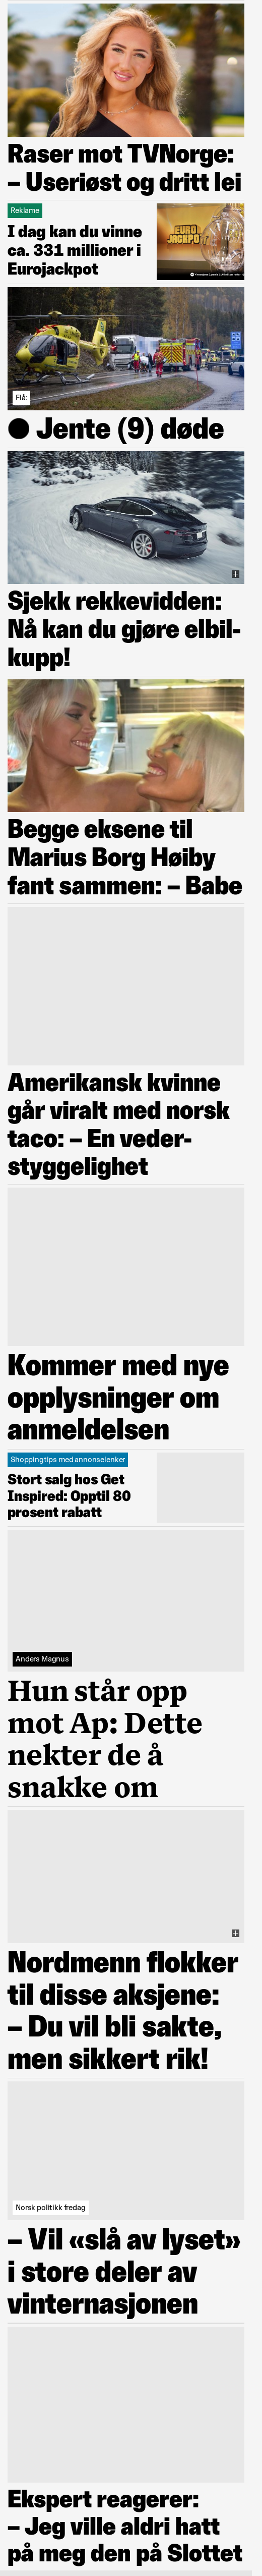 Raser mot TVNorge:
– Useriøst og dritt lei
Reklame
I dag kan du vinne
ca. 331 millioner i
Eurojackpot
EURO
JACKPOT
Flå:
Jente (9) døde
Sjekk rekkevidden:
Nå kan du gjøre elbil-
kupp!
Begge eksene til
Marius Borg Høiby
fant sammen: – Babe
Amerikansk kvinne
går viralt med norsk
taco: – En veder-
styggelighet
Kommer med nye
opplysninger om
anmeldelsen
Shoppingtips med annonselenker
Stort salg hos Get
Inspired: Opptil 80
prosent rabatt
Anders Magnus
Hun står opp
mot Ap: Dette
nekter de å
snakke om
Nordmenn flokker
til disse aksjene:
– Du vil bli sakte,
men sikkert rik!
Norsk politikk fredag
– Vil «slå av lyset»
i store deler av
vinternasjonen
Ekspert reagerer:
– Jeg ville aldri hatt
på meg den på Slottet